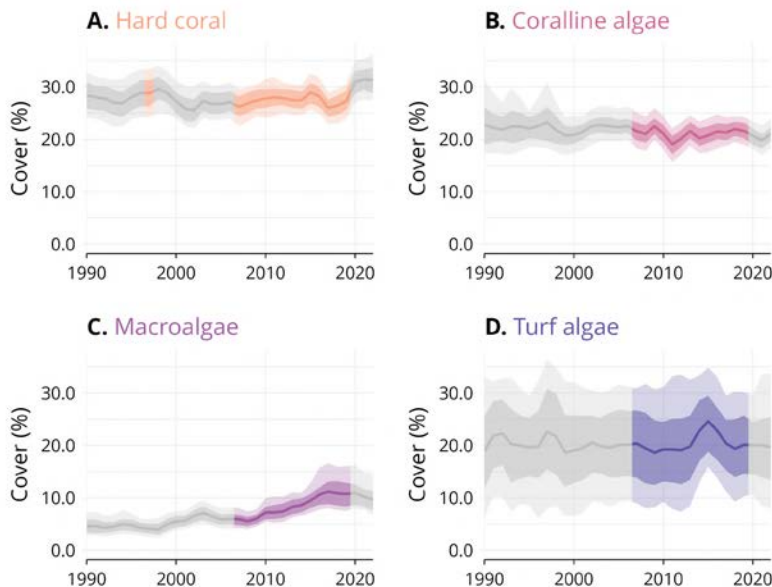 A. Hard coral
Cover (%)
30.0
20.0
10.0
0.0
1990 2000 2010 2020
B. Coralline algae
Cover (%)
30.0
20.0
10.0
0.0
1990 2000 2010 2020
C. Macroalgae
Cover (%)
30.0
20.0
10.0
0.0
1990 2000 2010 2020
D. Turf algae
Cover (%)
30.0
20.0
10.0
0.0
1990 2000 2010 2020